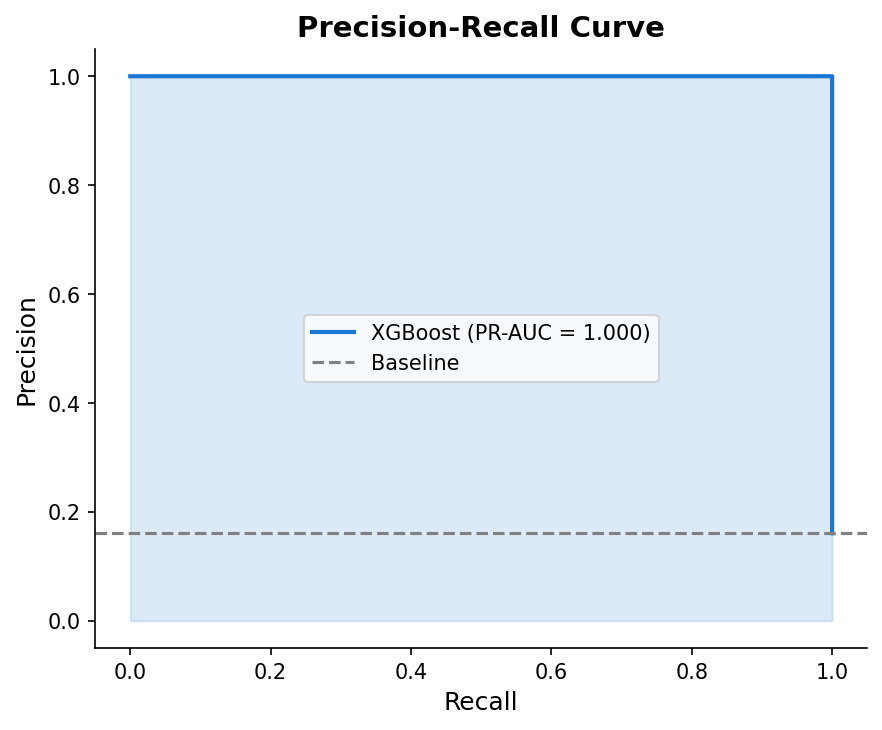 Precision-Recall Curve
1.0
0.8
0.6
0.4
0.2
0.0
Precision
XGBoost (PR-AUC = 1.000)
Baseline
0.0 0.2 0.4 0.6 0.8 1.0
Recall